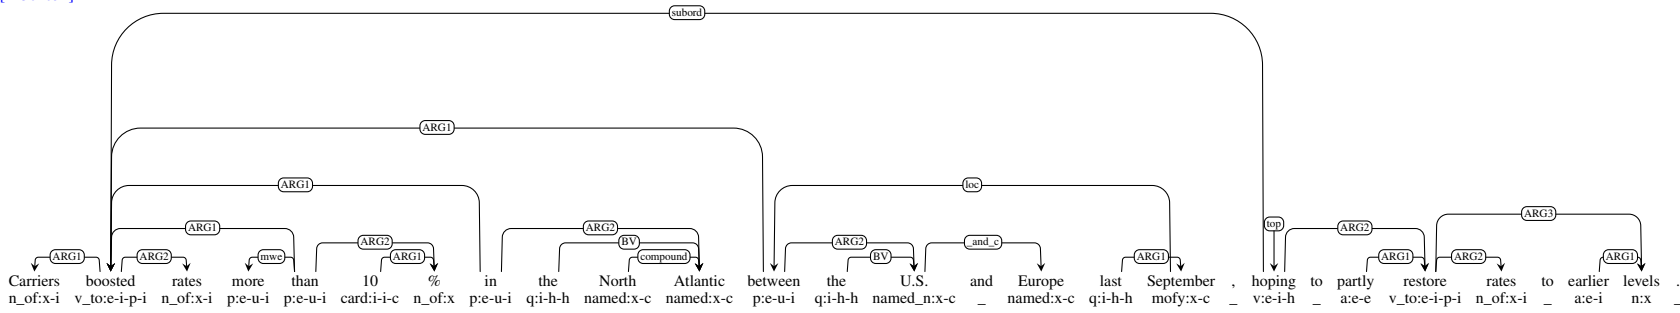 subord
ARG1
ARG1 loc
ARG1 ARG2 top ARG2 ARG3
ARG2 BV ARG2 _and_c
ARG1 ARG2 mwe ARG1 compound BV ARG1 ARG1 ARG2 ARG1
Carriers boosted rates more than 10 % in the North Atlantic between the U.S. and Europe last September , hoping to partly restore rates to earlier levels .
n_of:x-i v_to:e-i-p-i n_of:x-i p:e-u-i p:e-u-i card:i-i-c n_of:x p:e-u-i q:i-h-h named:x-c named:x-c p:e-u-i q:i-h-h named_n:x-c _ named:x-c q:i-h-h mofy:x-c _ v:e-i-h _ a:e-e v_to:e-i-p-i n_of:x-i _ a:e-i n:x _